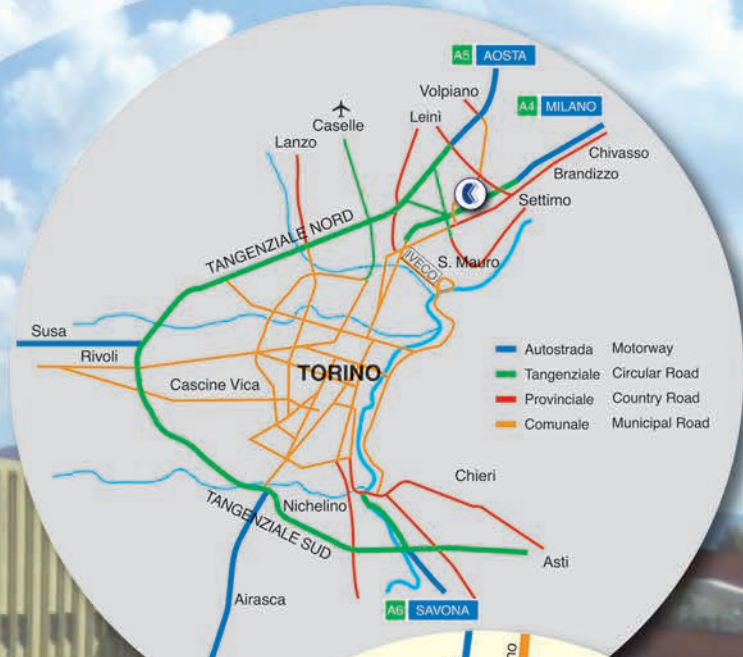 A5 AOSTA
Volpiano
A4 MILANO
Leinì
Caselle
Lanzo
Chivasso
Brandizzo
Settimo
TANGENZIALE NORD
S. Mauro
IVECO
Susa
Rivoli
Cascine Vica
TORINO
Autostrada Motorway
Tangenziale Circular Road
Provinciale Country Road
Comunale Municipal Road
Chieri
Nichelino
TANGENZIALE SUD
Asti
Airasca
A6 SAVONA